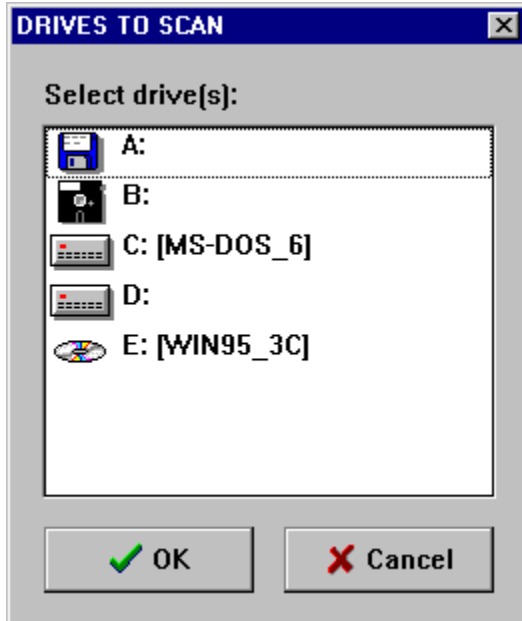 DRIVES TO SCAN
Select drive(s):
A:
B:
C: [MS-DOS_6]
D:
E: [WIN95_3C]
OK
Cancel